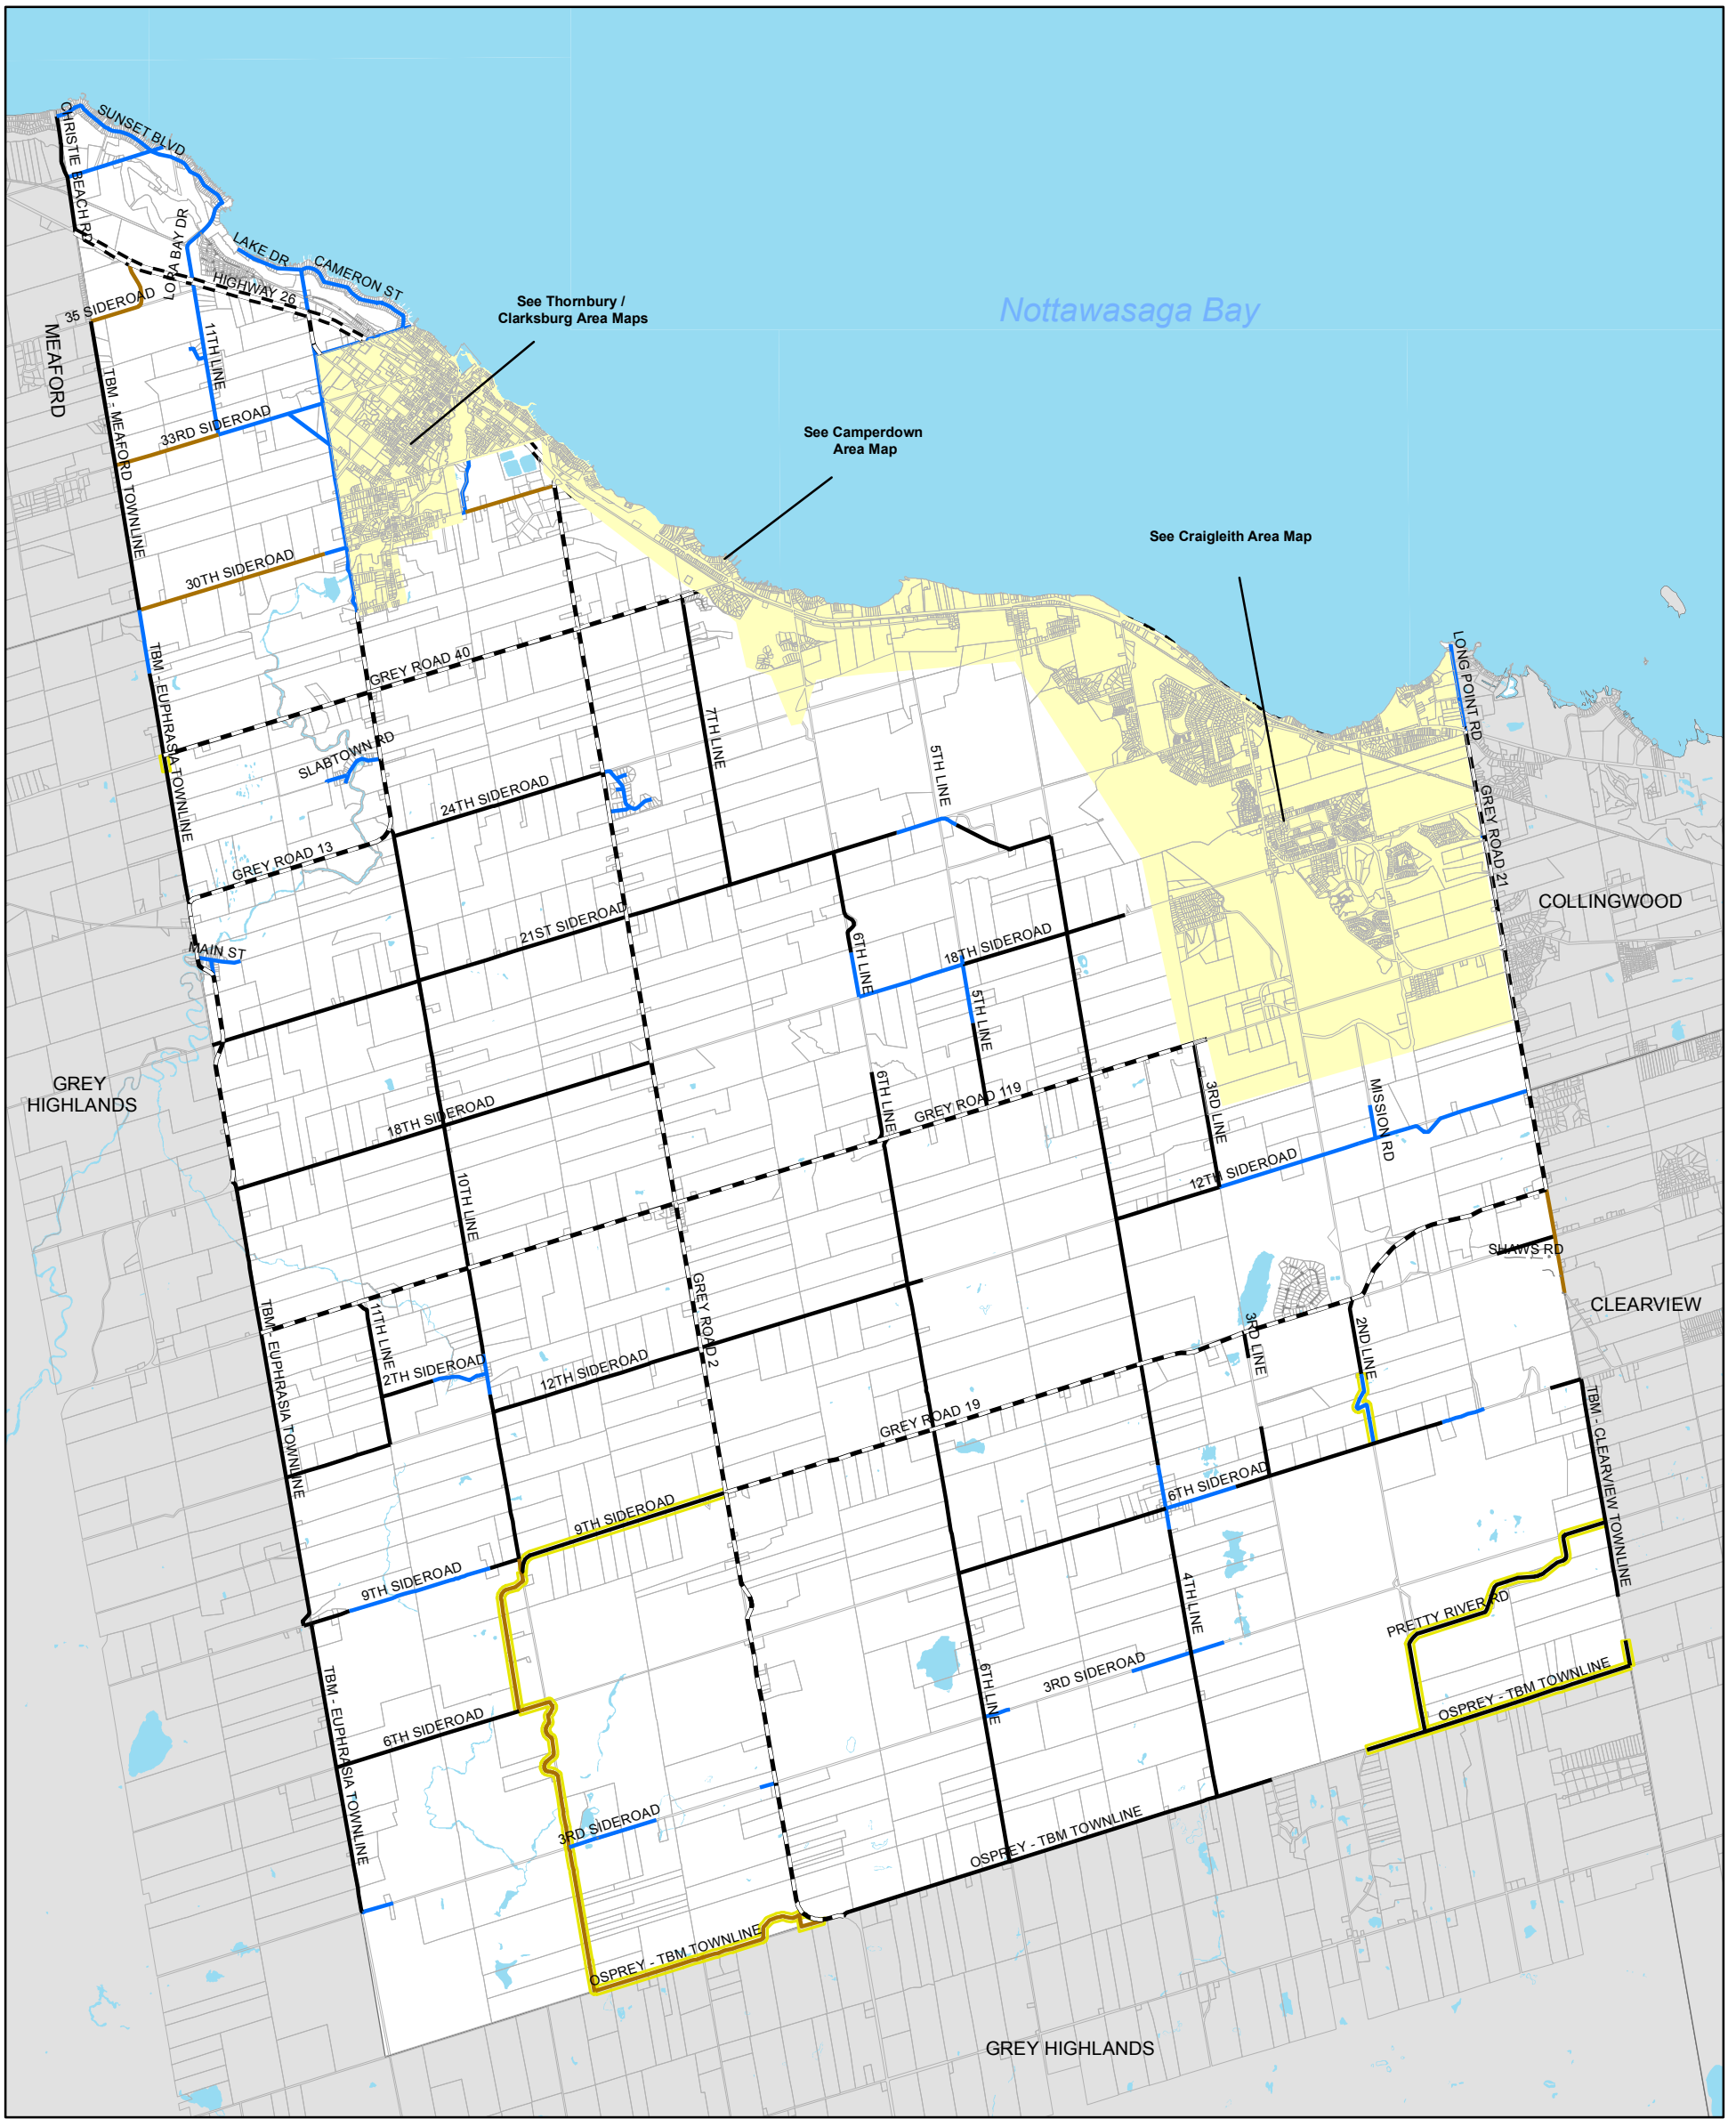 CHRISTIE BEACH RD
SUNSET BLVD
LORA BAY DR
LAKE DR
CAMERON ST
HIGHWAY 26
35 SIDEROAD
11TH LINE
MEAFORD
See Thornbury /
Clarksburg Area Maps
Nottawasaga Bay
TBM - MEAFORD TOWNLINE
33RD SIDEROAD
See Camperdown
Area Map
See Craigleith Area Map
30TH SIDEROAD
TBM - EUPHRASIA TOWNLINE
GREY ROAD 40
LONG POINT RD
SLABTOWN RD
7TH LINE
5TH LINE
24TH SIDEROAD
GREY ROAD 13
GREY ROAD 21
COLLINGWOOD
21ST SIDEROAD
MAIN ST
6TH LINE
18TH SIDEROAD
5TH LINE
GREY
HIGHLANDS
18TH SIDEROAD
6TH LINE
GREY ROAD 119
3RD LINE
MISSION RD
12TH SIDEROAD
10TH LINE
SHAWS RD
CLEARVIEW
TBM - EUPHRASIA TOWNLINE
11TH LINE
GREY ROAD 2
2TH SIDEROAD
12TH SIDEROAD
3RD LINE
2ND LINE
GREY ROAD 19
TBM - CLEARVIEW TOWNLINE
6TH SIDEROAD
9TH SIDEROAD
9TH SIDEROAD
4TH LINE
PRETTY RIVER RD
TBM - EUPHRASIA TOWNLINE
6TH LINE
3RD SIDEROAD
OSPREY - TBM TOWNLINE
6TH SIDEROAD
3RD SIDEROAD
OSPREY - TBM TOWNLINE
OSPREY - TBM TOWNLINE
GREY HIGHLANDS